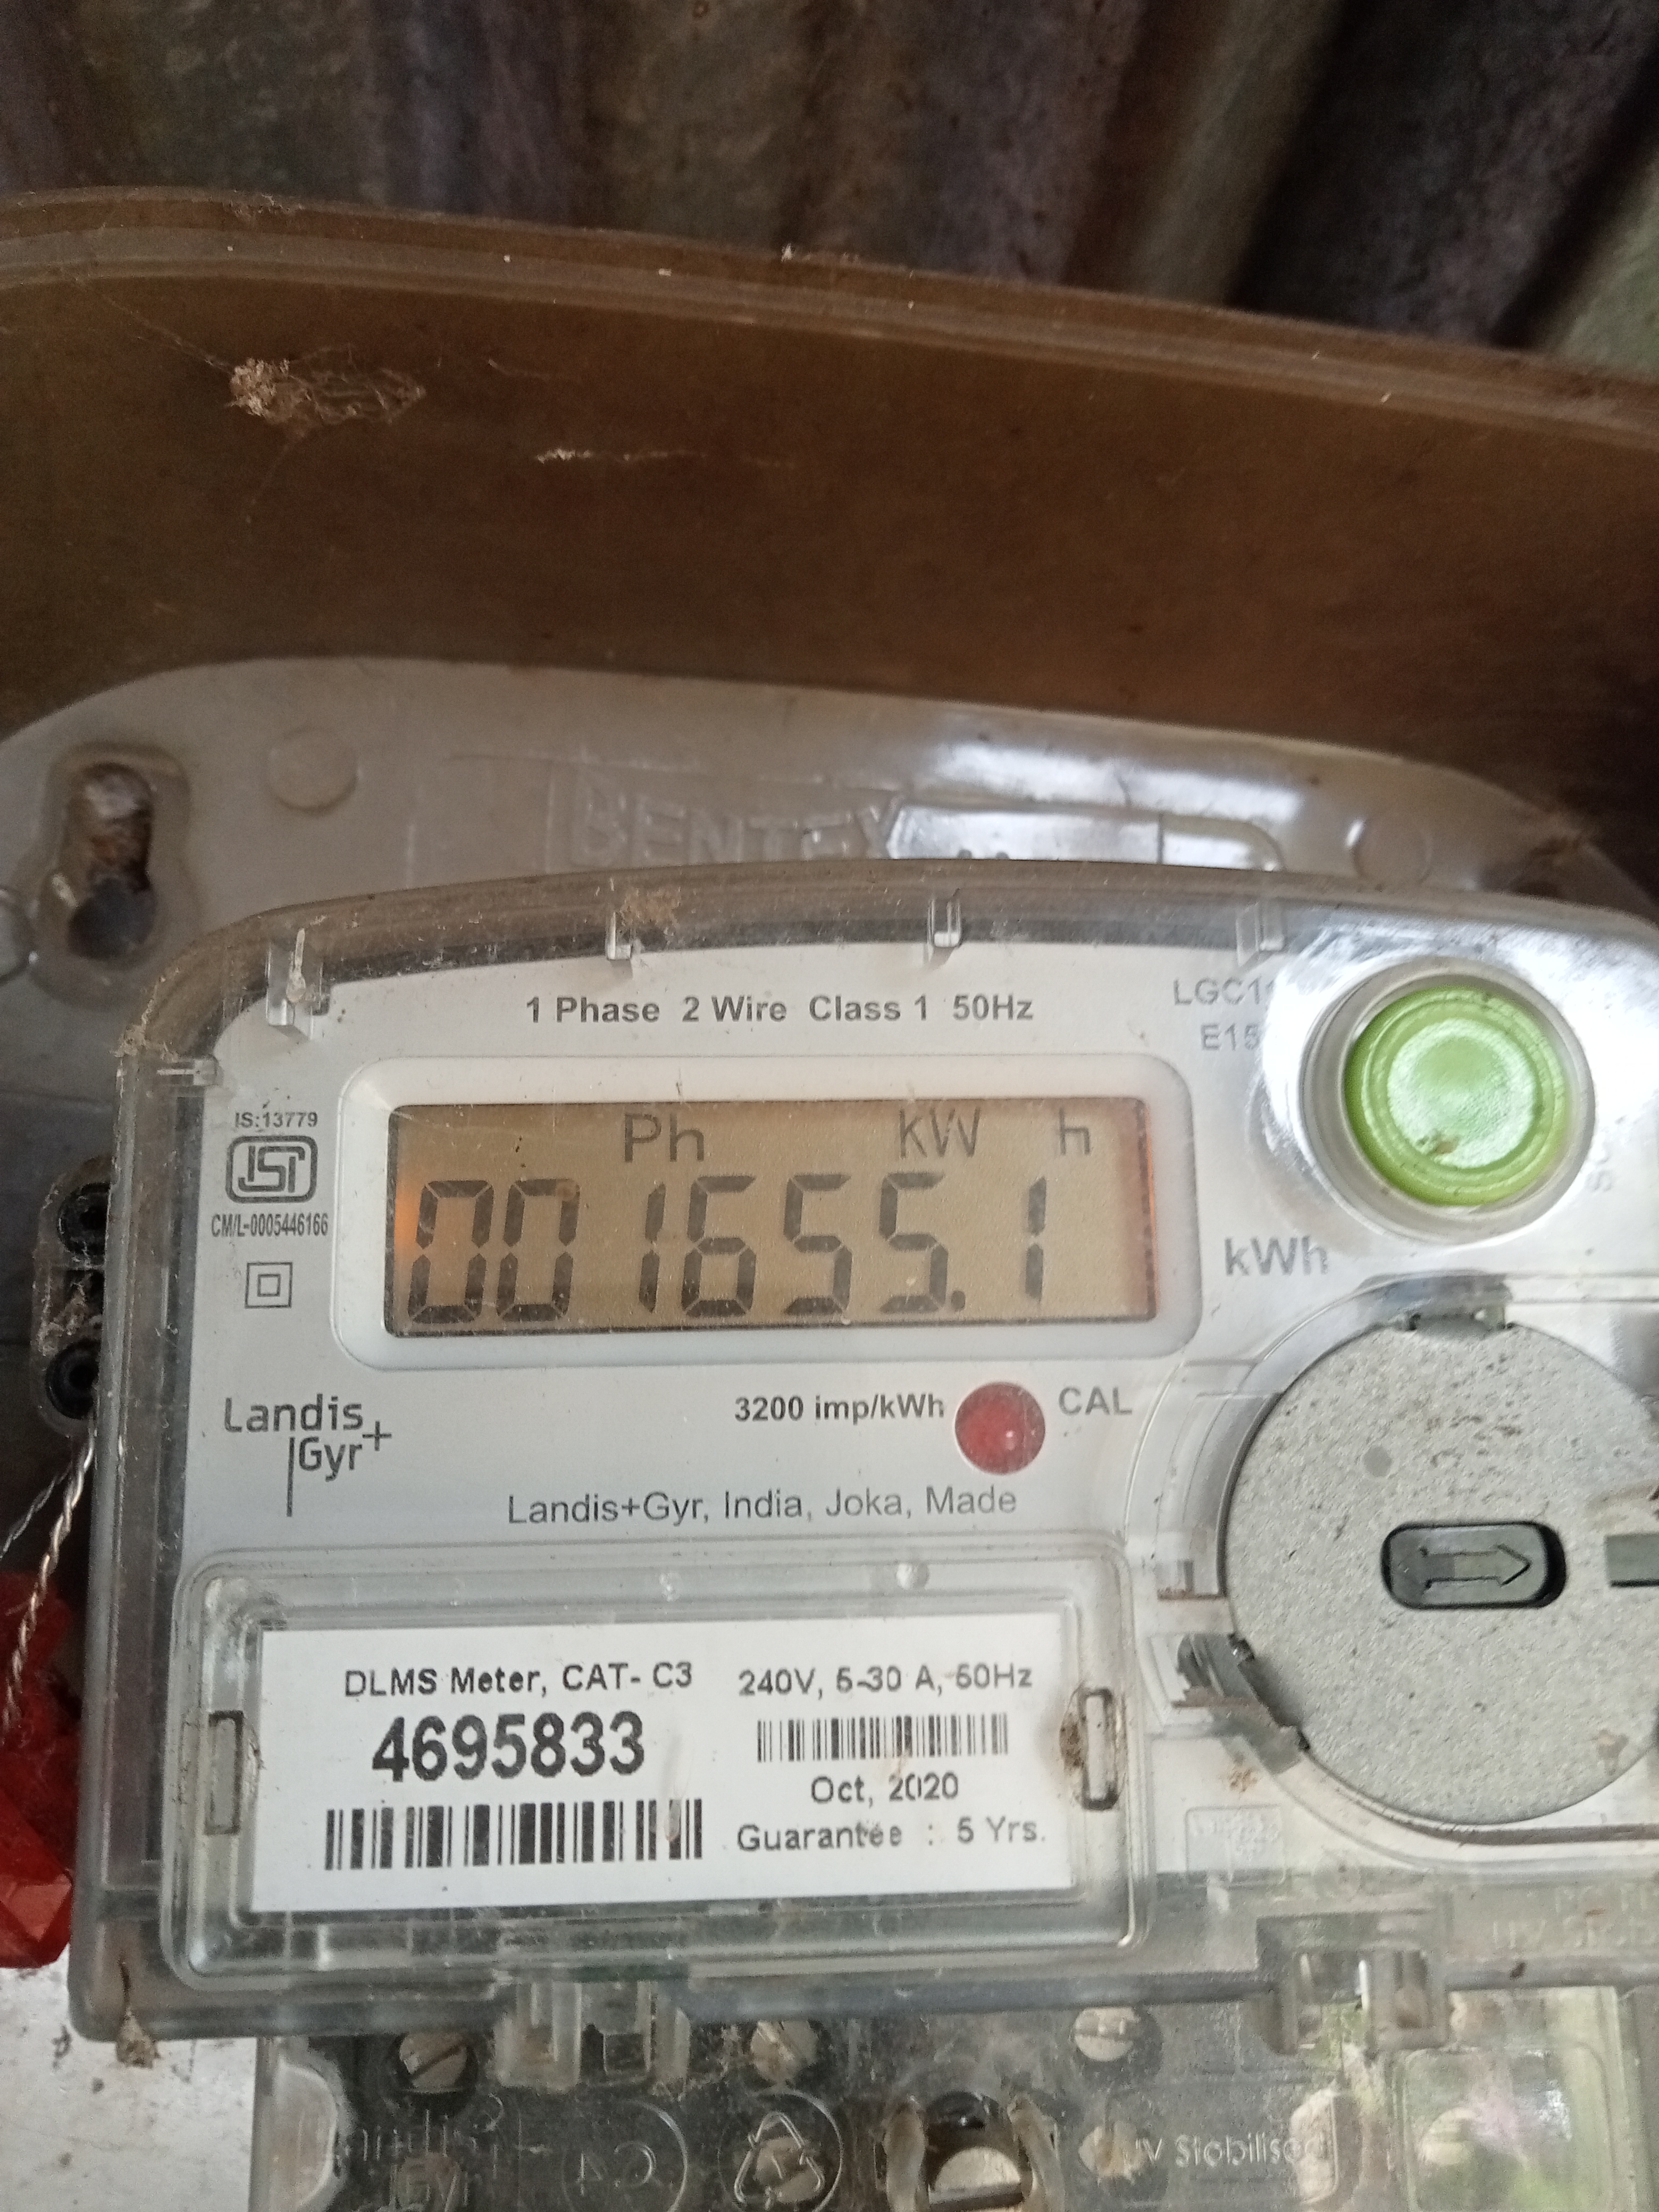 1 Phase 2 Wire Class 1 50Hz
IS:13779
ISI
CM/L-0005446166
Ph kW h
001655.1
kWh
Landis
Gyr+
3200 imp/kWh
CAL
Landis+Gyr, India, Joka, Made
DLMS Meter, CAT- C3
4695833
240V, 5-30 A, 50Hz
Oct, 2020
Guarantee : 5 Yrs.